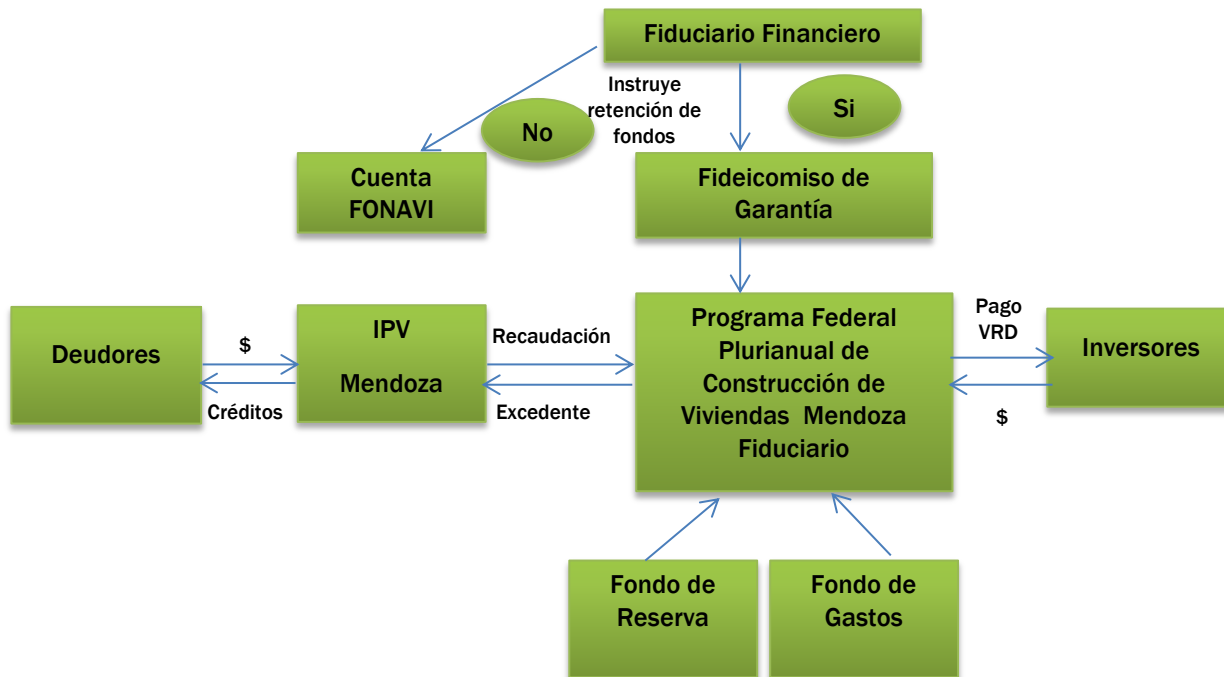 Fiduciario Financiero
Instruye
retención de
fondos
No
Si
Cuenta
FONAVI
Fideicomiso de
Garantía
Deudores
$
Créditos
IPV
Mendoza
Recaudación
Excedente
Programa Federal
Plurianual de
Construcción de
Viviendas Mendoza
Fiduciario
Pago
VRD
$
Inversores
Fondo de
Reserva
Fondo de
Gastos